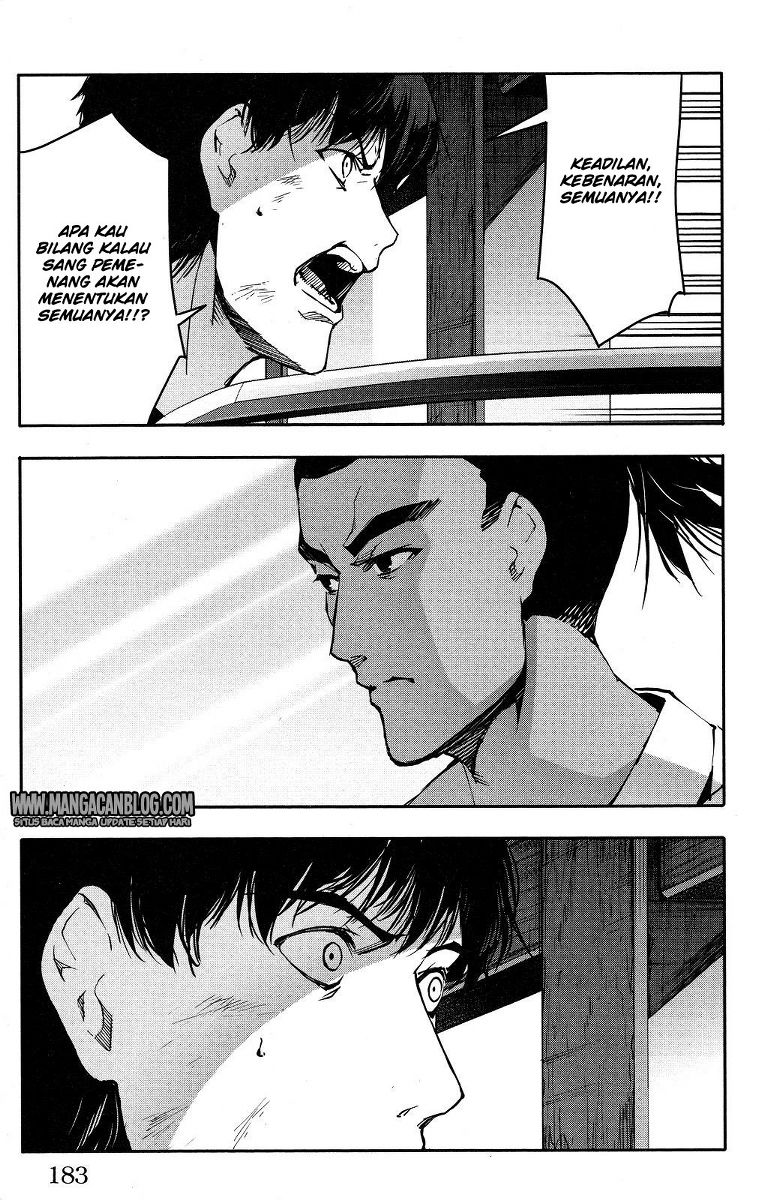 KEADILAN,
KEBENARAN,
SEMUANYA!!
APA KAU
BILANG KALAU
SANG PEME-
NANG AKAN
MENENTUKAN
SEMUANYA!!?
WWW.MANGACANBLOG.COM
SITUS BACA MANGA UPDATE SETIAP HARI
183